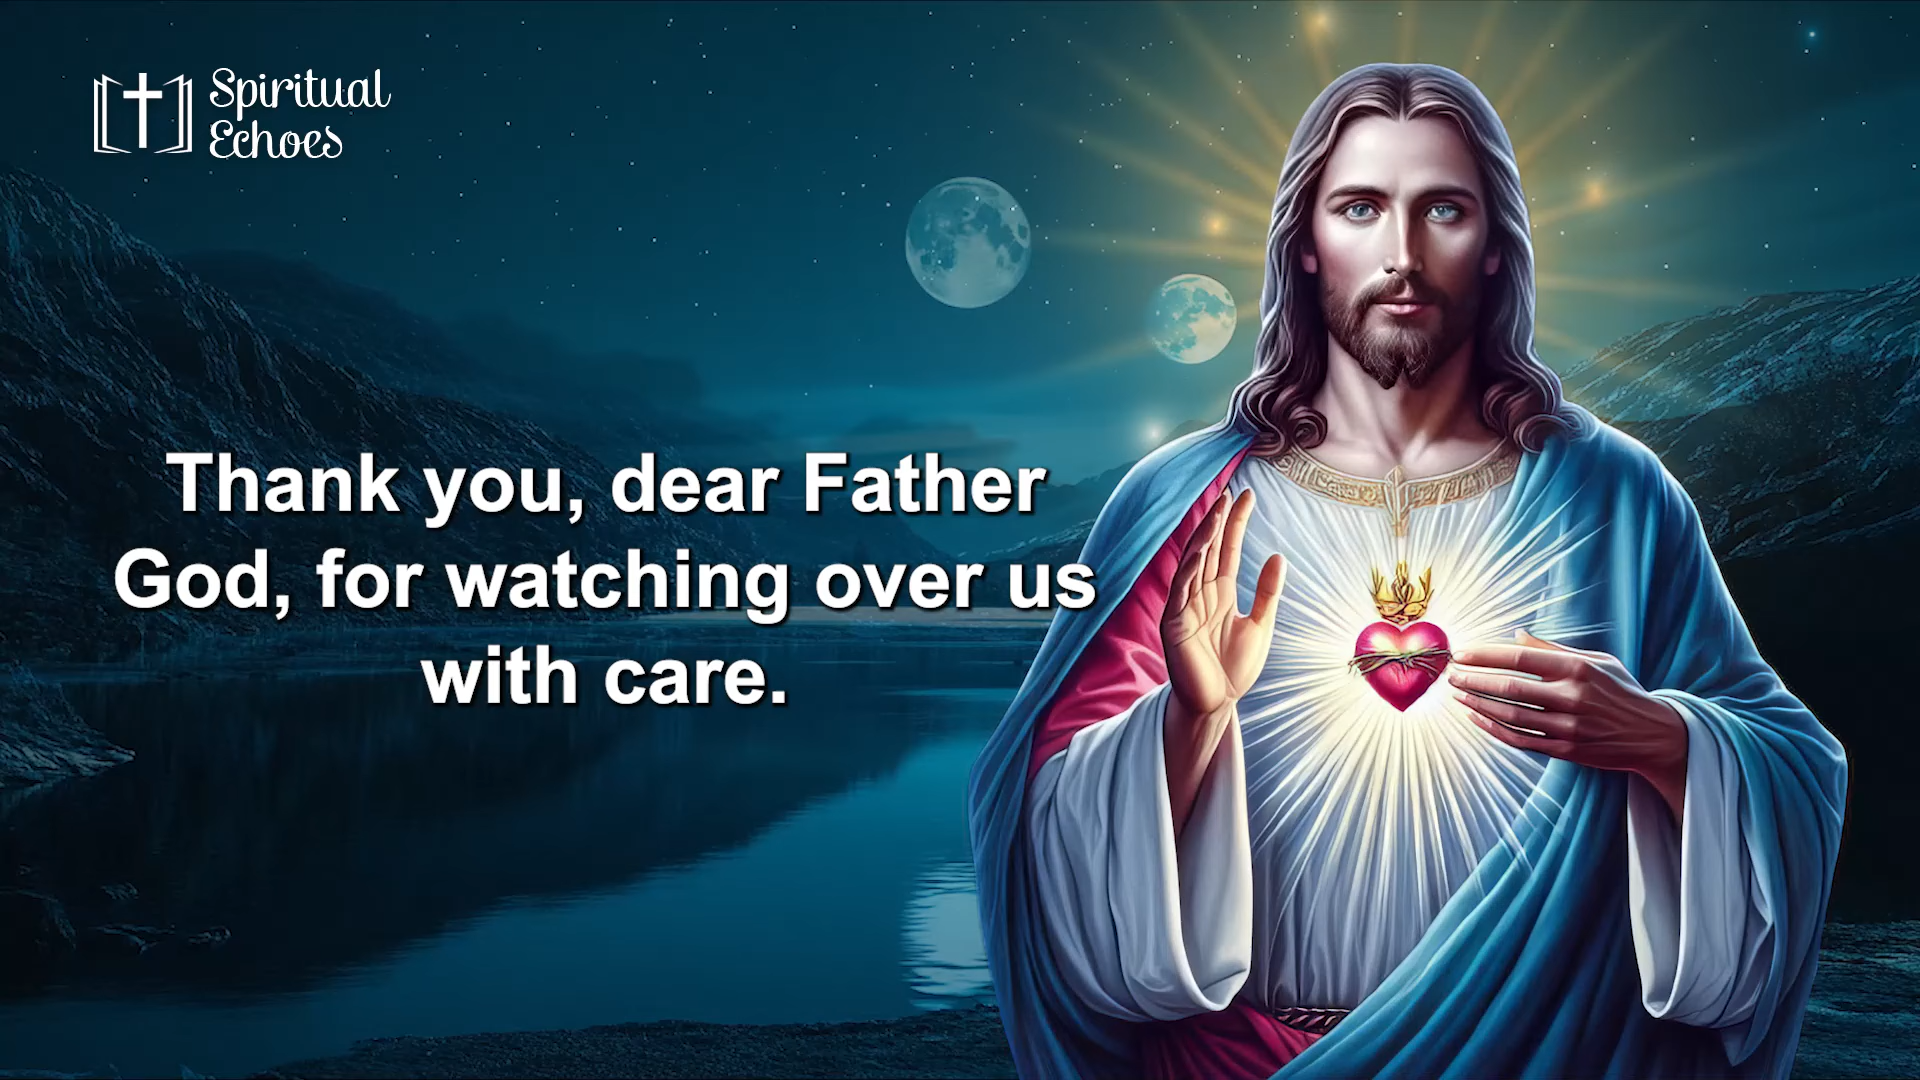 Spiritual
Echoes
Thank you, dear Father
God, for watching over us
with care.